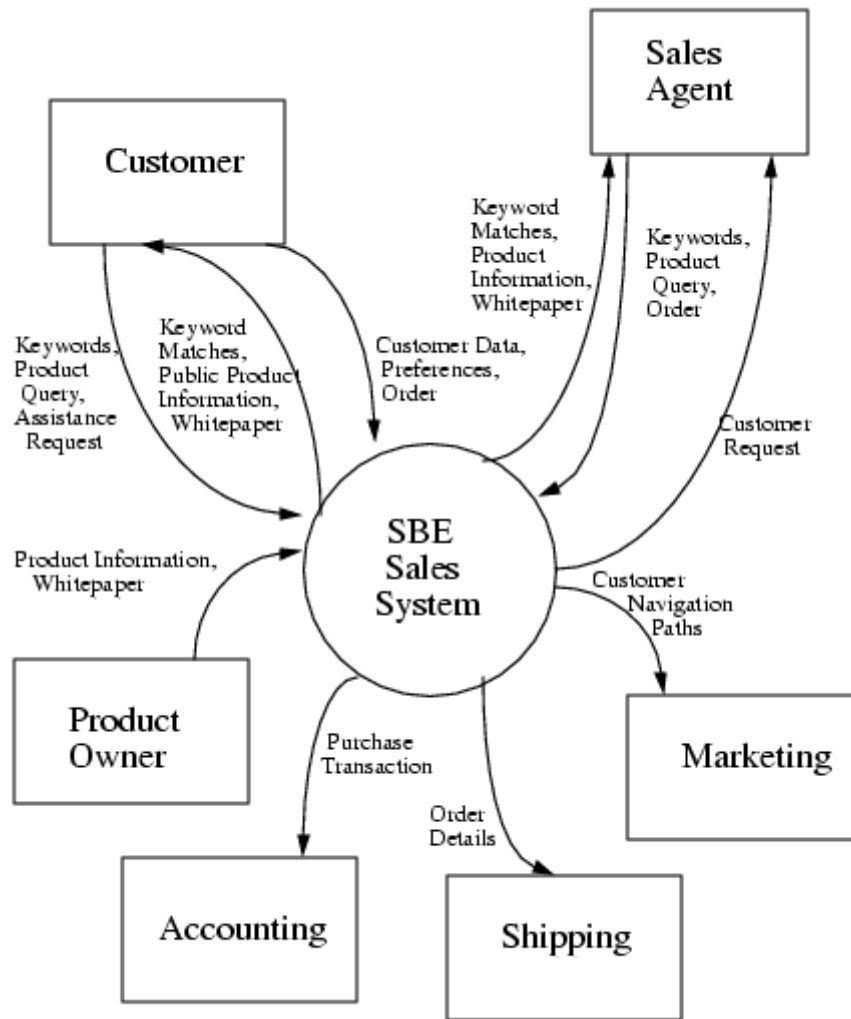 Sales
Agent
Customer
Keyword
Matches,
Product
Information,
Whitepaper
Keywords,
Product
Query,
Order
Keywords,
Product
Query,
Assistance
Request
Keyword
Matches,
Public Product
Information,
Whitepaper
Customer Data,
Preferences,
Order
Customer
Request
SBE
Sales
System
Product Information,
Whitepaper
Customer
Navigation
Paths
Product
Owner
Marketing
Purchase
Transaction
Order
Details
Accounting
Shipping